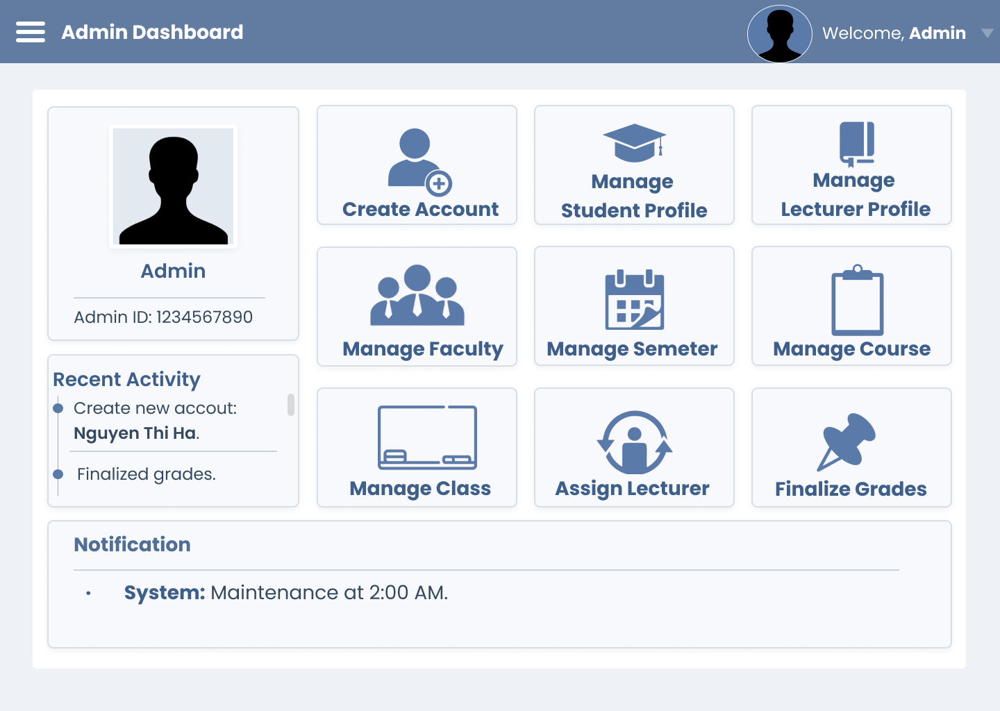 Admin Dashboard
Welcome, Admin
Admin
Admin ID: 1234567890
Recent Activity
Create new accout:
Nguyen Thi Ha.
Finalized grades.
Create Account
Manage
Student Profile
Manage
Lecturer Profile
Manage Faculty
Manage Semeter
Manage Course
Manage Class
Assign Lecturer
Finalize Grades
Notification
• System: Maintenance at 2:00 AM.